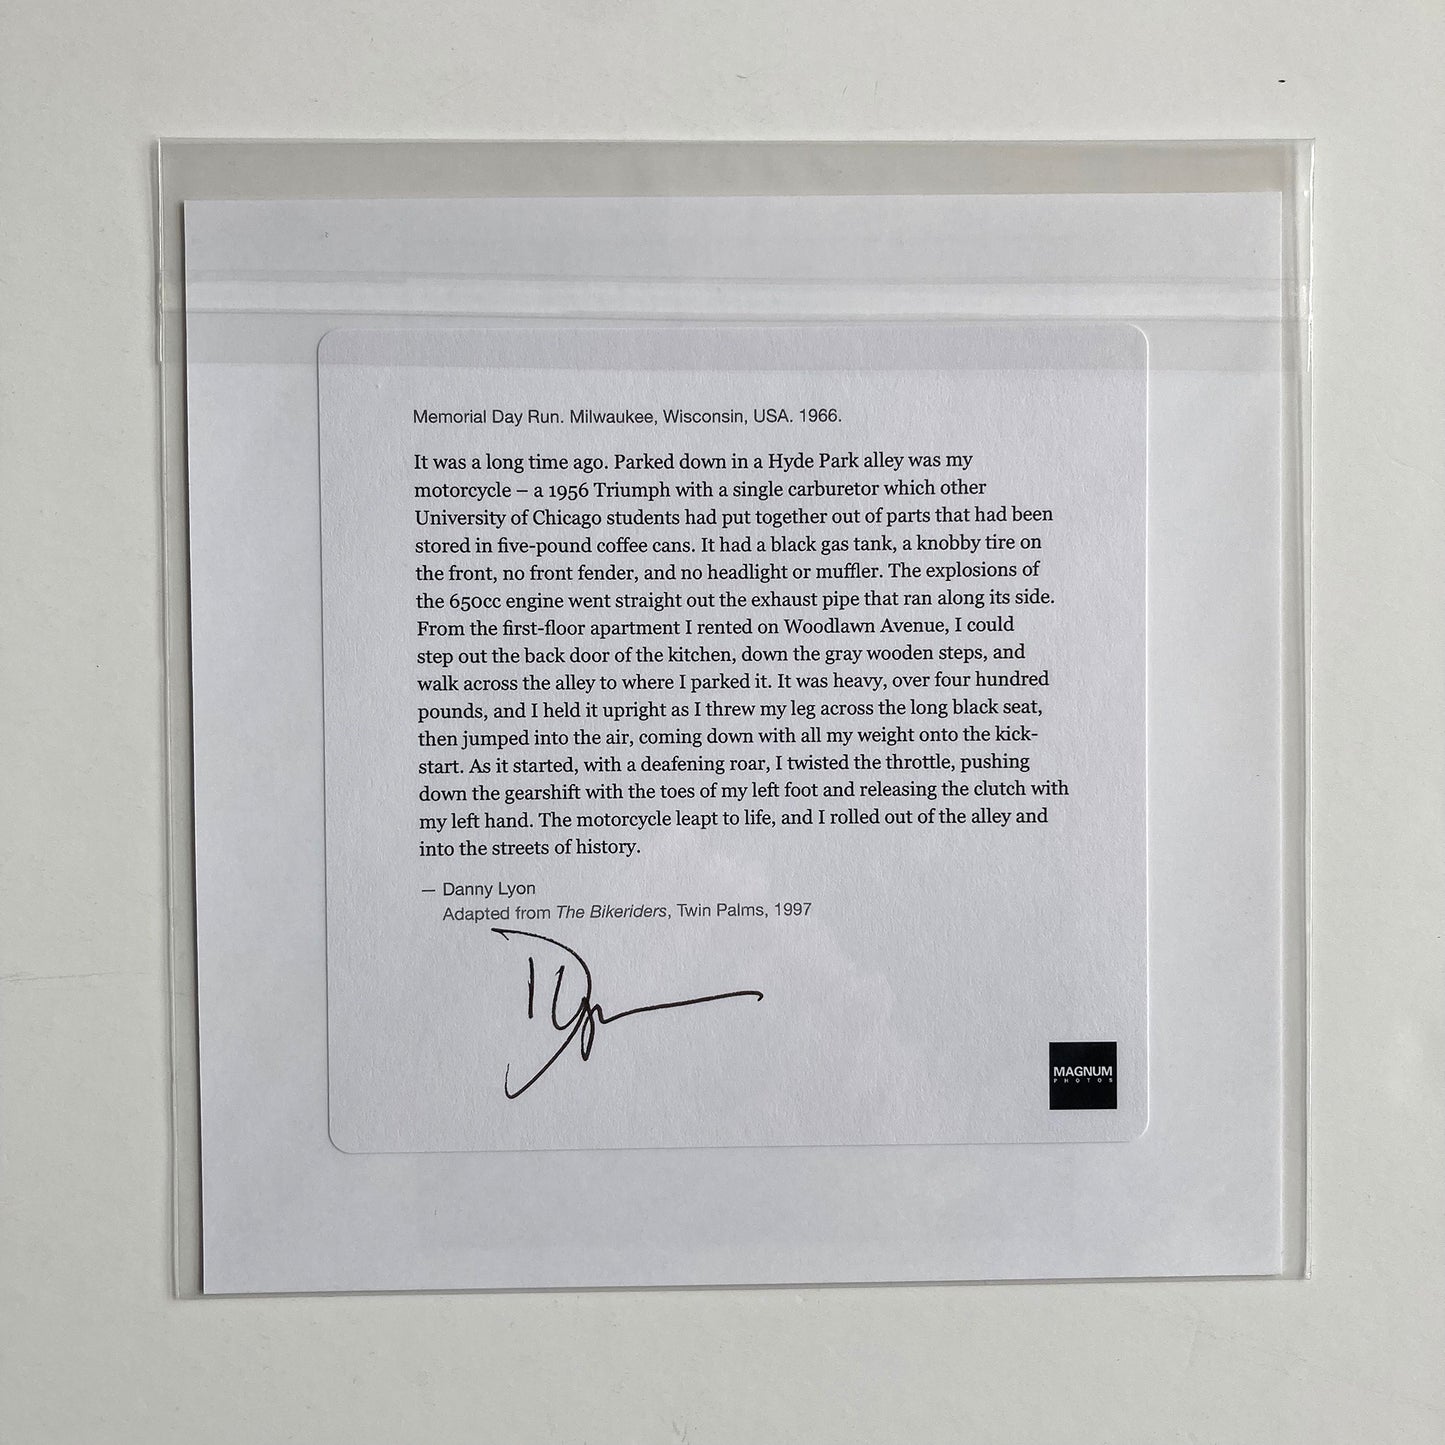 Memorial Day Run. Milwaukee, Wisconsin, USA. 1966.
It was a long time ago. Parked down in a Hyde Park alley was my
motorcycle – a 1956 Triumph with a single carburetor which other
University of Chicago students had put together out of parts that had been
stored in five-pound coffee cans. It had a black gas tank, a knobby tire on
the front, no front fender, and no headlight or muffler. The explosions of
the 650cc engine went straight out the exhaust pipe that ran along its side.
From the first-floor apartment I rented on Woodlawn Avenue, I could
step out the back door of the kitchen, down the gray wooden steps, and
walk across the alley to where I parked it. It was heavy, over four hundred
pounds, and I held it upright as I threw my leg across the long black seat,
then jumped into the air, coming down with all my weight onto the kick-
start. As it started, with a deafening roar, I twisted the throttle, pushing
down the gearshift with the toes of my left foot and releasing the clutch with
my left hand. The motorcycle leapt to life, and I rolled out of the alley and
into the streets of history.
— Danny Lyon
Adapted from The Bikeriders, Twin Palms, 1997
MAGNUM
PHOTOS